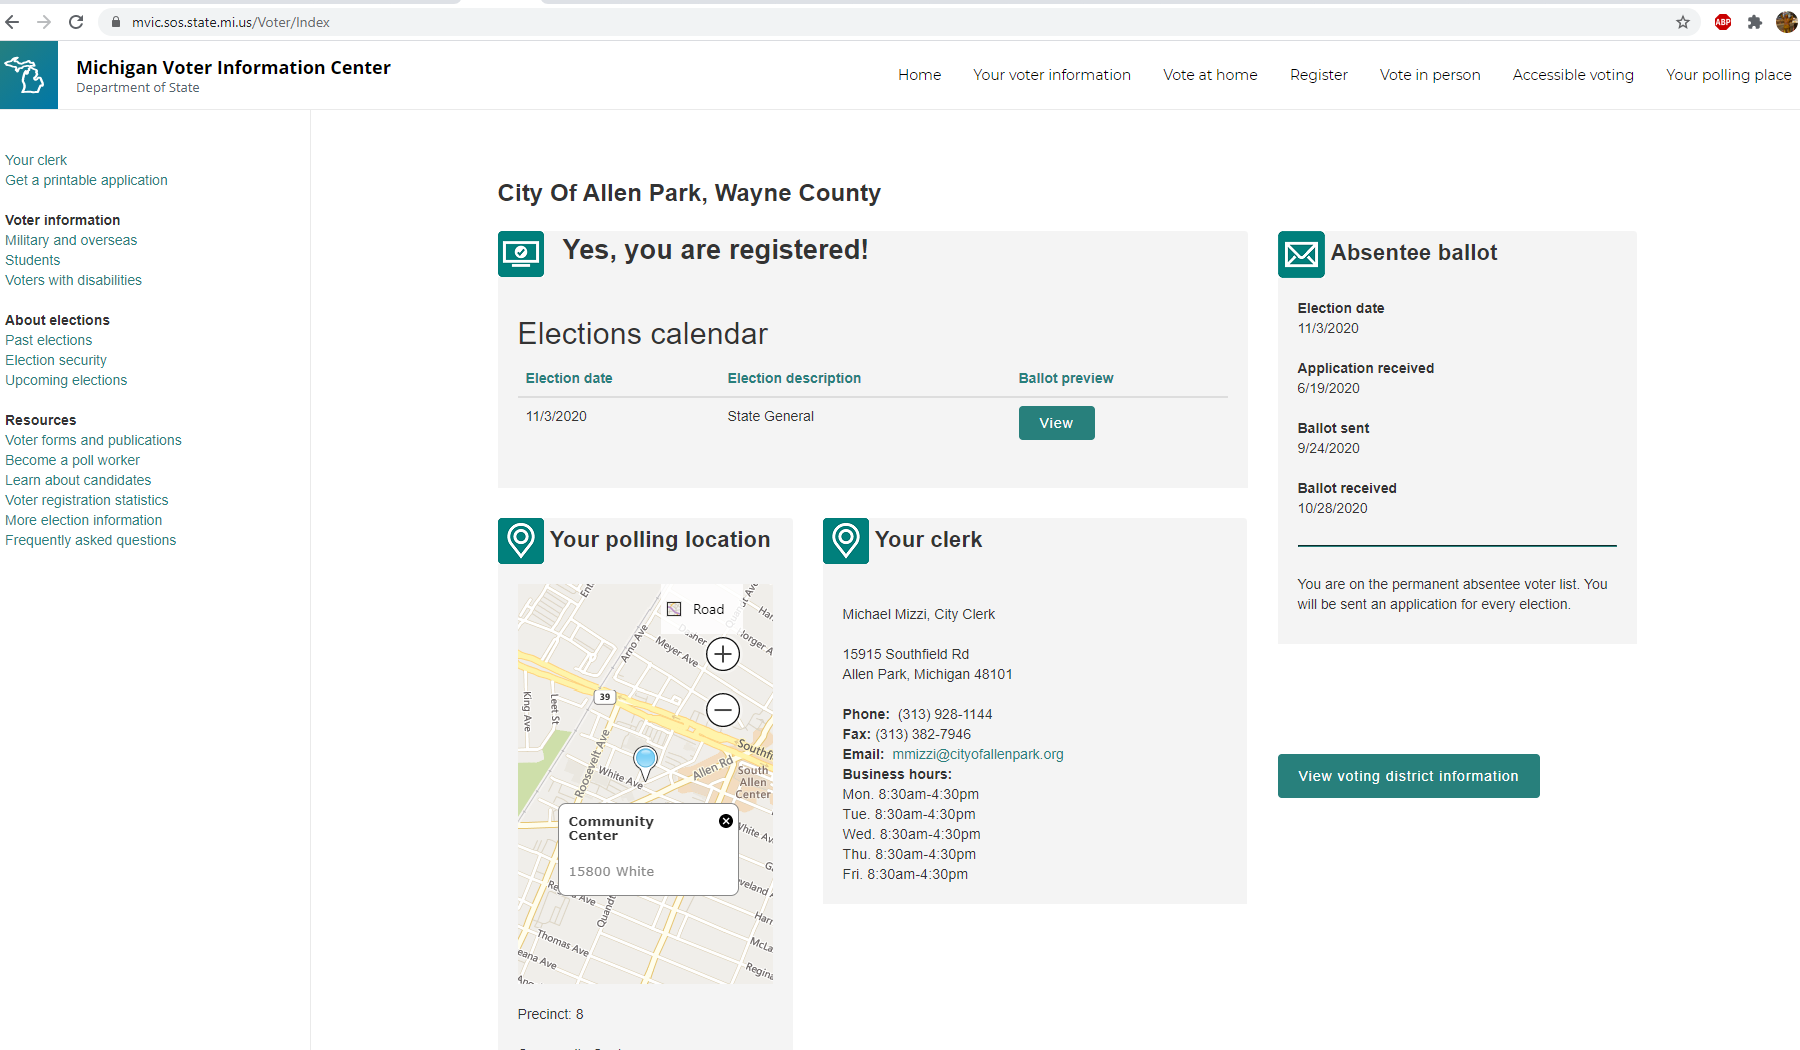 mvic.sos.state.mi.us/Voter/Index
ABP
Michigan Voter Information Center
Department of State
Home
Your voter information
Vote at home
Register
Vote in person
Accessible voting
Your polling place
Your clerk
Get a printable application
Voter information
Military and overseas
Students
Voters with disabilities
About elections
Past elections
Election security
Upcoming elections
Resources
Voter forms and publications
Become a poll worker
Learn about candidates
Voter registration statistics
More election information
Frequently asked questions
City Of Allen Park, Wayne County
Yes, you are registered!
Elections calendar
Election date Election description Ballot preview
11/3/2020 State General View
Absentee ballot
Election date
11/3/2020
Application received
6/19/2020
Ballot sent
9/24/2020
Ballot received
10/28/2020
You are on the permanent absentee voter list. You
will be sent an application for every election.
View voting district information
Your polling location
Road
Arno Ave
Meyer Ave
39
King Ave
Leet St
Roosevelt Ave
White Ave
Allen Rd
South
Allen
Center
Community
Center
15800 White
White Av
Thomas Ave
Precinct: 8
Your clerk
Michael Mizzi, City Clerk
15915 Southfield Rd
Allen Park, Michigan 48101
Phone: (313) 928-1144
Fax: (313) 382-7946
Email: mmizzi@cityofallenpark.org
Business hours:
Mon. 8:30am-4:30pm
Tue. 8:30am-4:30pm
Wed. 8:30am-4:30pm
Thu. 8:30am-4:30pm
Fri. 8:30am-4:30pm